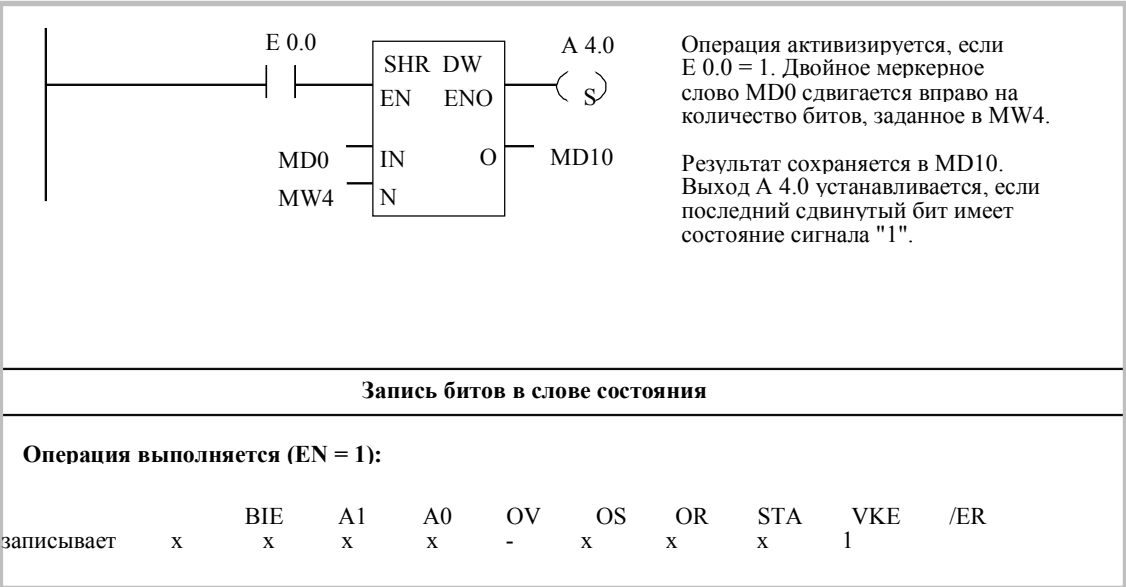 E 0.0
A 4.0
SHR DW
EN ENO
MD0 IN O MD10
MW4 N
S
Операция активизируется, если
E 0.0 = 1. Двойное меркерное
слово MD0 сдвигается вправо на
количество битов, заданное в MW4.
Результат сохраняется в MD10.
Выход A 4.0 устанавливается, если
последний сдвинутый бит имеет
состояние сигнала "1".
Запись битов в слове состояния
Операция выполняется (EN = 1):
BIE A1 A0 OV OS OR STA VKE /ER
записывает x x x x - x x x 1